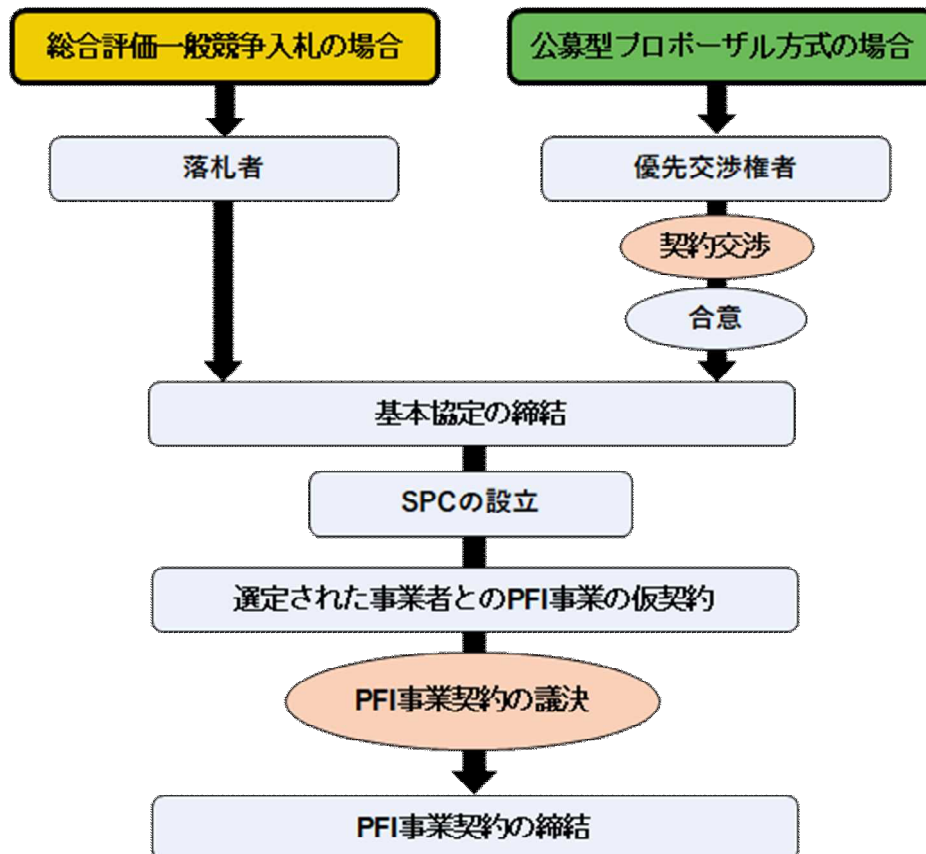 総合評価一般競争入札の場合
公募型プロポーザル方式の場合
落札者
優先交渉権者
契約交渉
合意
基本協定の締結
SPCの設立
選定された事業者とのPFI事業の仮契約
PFI事業契約の議決
PFI事業契約の締結